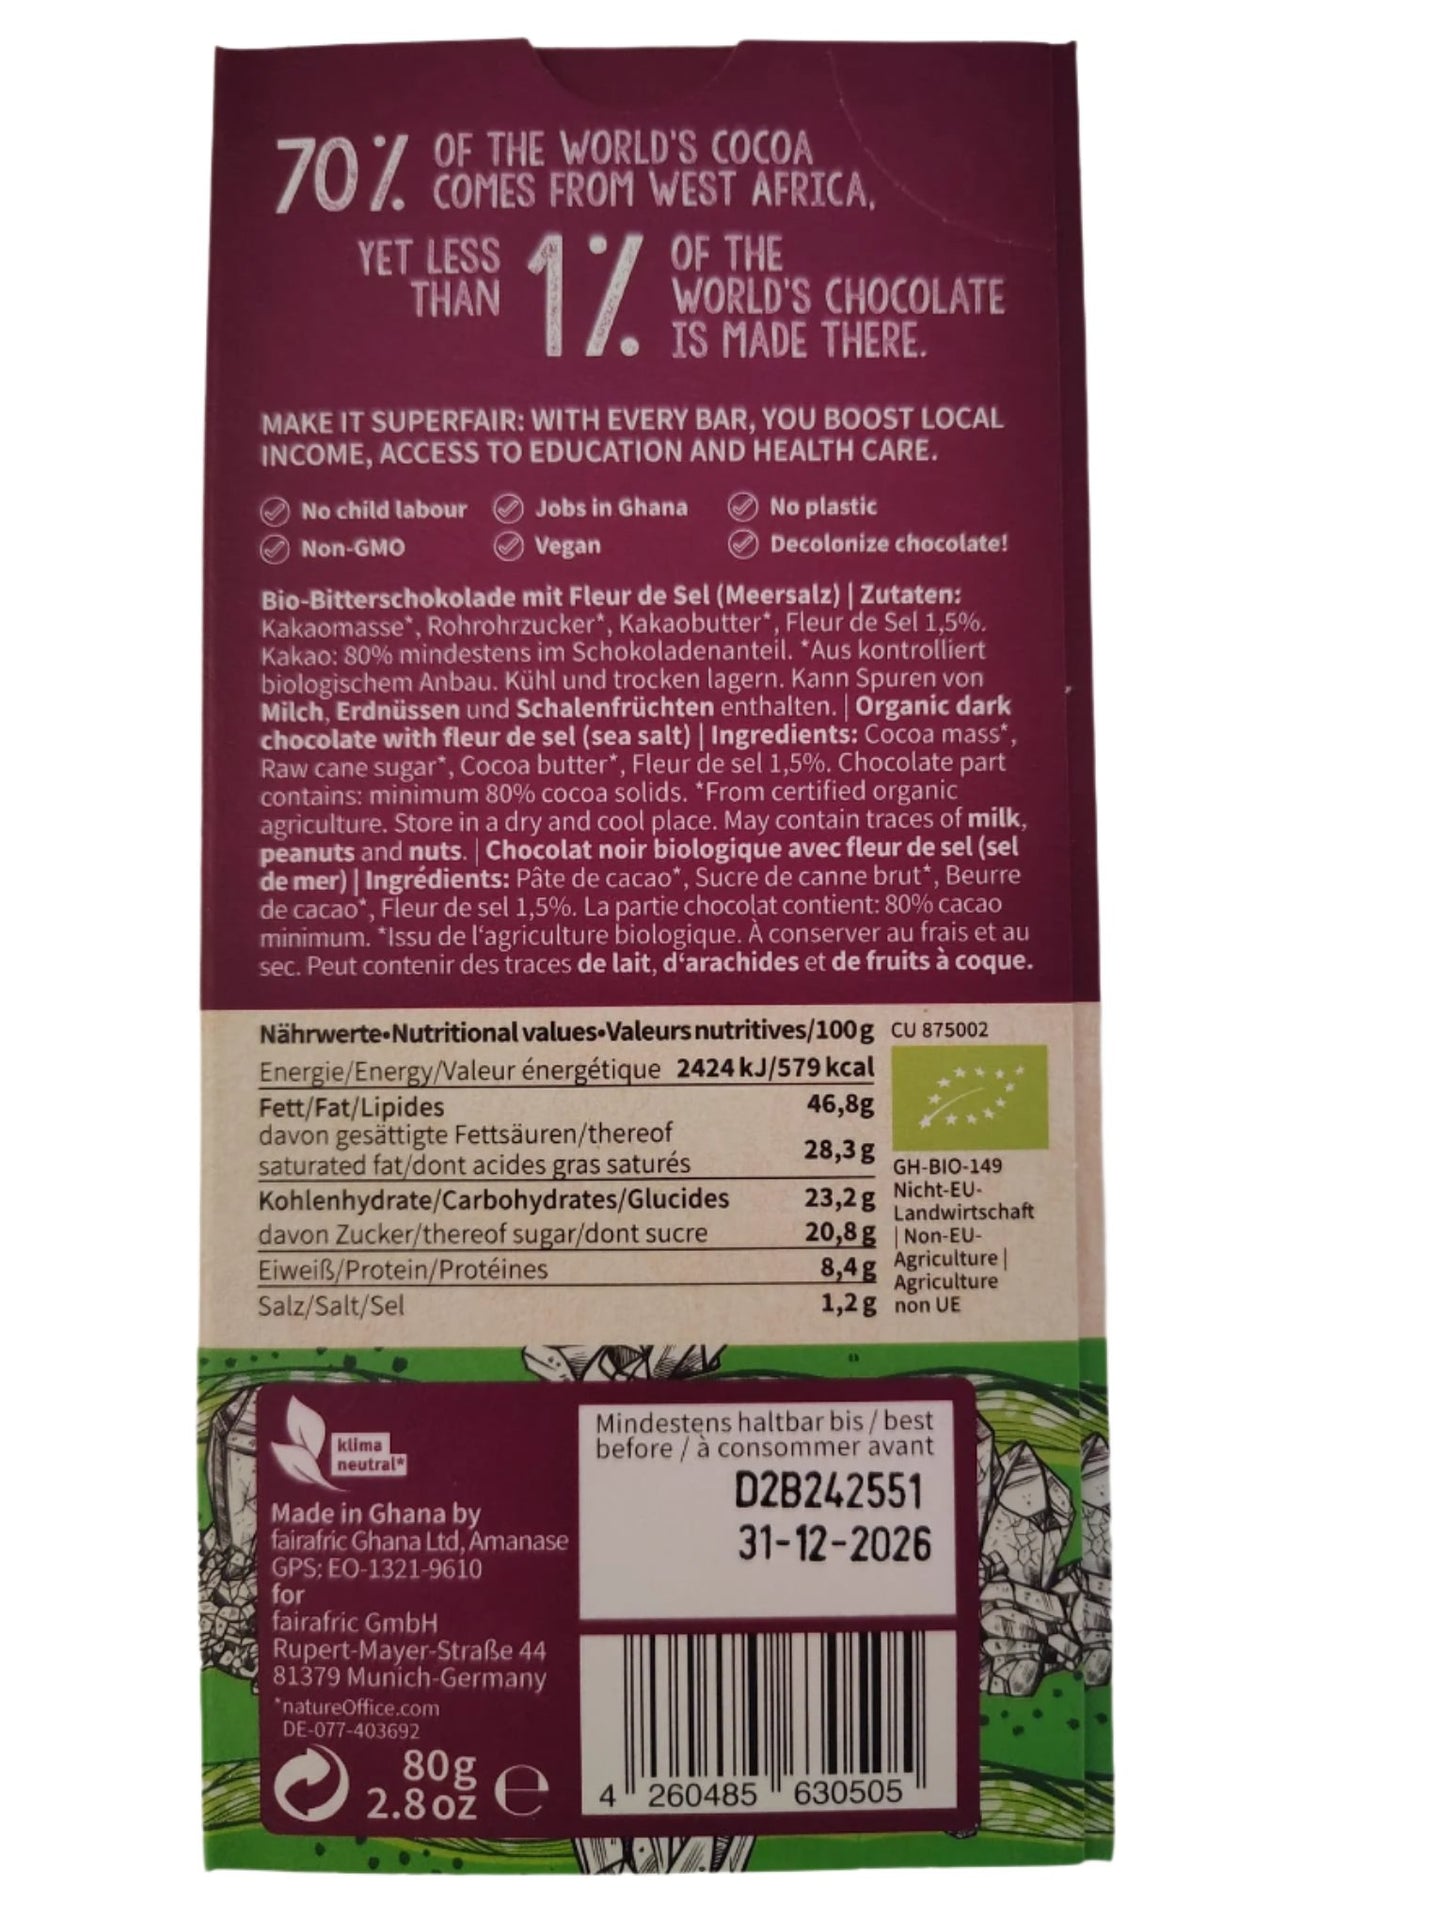 70% OF THE WORLD'S COCOA
COMES FROM WEST AFRICA,
YET LESS
THAN 1% OF THE
WORLD'S CHOCOLATE
IS MADE THERE.
MAKE IT SUPERFAIR: WITH EVERY BAR, YOU BOOST LOCAL
INCOME, ACCESS TO EDUCATION AND HEALTH CARE.
No child labour Jobs in Ghana No plastic
Non-GMO Vegan Decolonize chocolate!
Bio-Bitterschokolade mit Fleur de Sel (Meersalz) | Zutaten:
Kakaomasse*, Rohrohrzucker*, Kakaobutter*, Fleur de Sel 1,5%.
Kakao: 80% mindestens im Schokoladenanteil. *Aus kontrolliert
biologischem Anbau. Kühl und trocken lagern. Kann Spuren von
Milch, Erdnüssen und Schalenfrüchten enthalten. | Organic dark
chocolate with fleur de sel (sea salt) | Ingredients: Cocoa mass*,
Raw cane sugar*, Cocoa butter*, Fleur de sel 1,5%. Chocolate part
contains: minimum 80% cocoa solids. *From certified organic
agriculture. Store in a dry and cool place. May contain traces of milk,
peanuts and nuts. | Chocolat noir biologique avec fleur de sel (sel
de mer) | Ingrédients: Pâte de cacao*, Sucre de canne brut*, Beurre
de cacao*, Fleur de sel 1,5%. La partie chocolat contient: 80% cacao
minimum. *Issu de l'agriculture biologique. À conserver au frais et au
sec. Peut contenir des traces de lait, d'arachides et de fruits à coque.
Nährwerte•Nutritional values•Valeurs nutritives/100g
Energie/Energy/Valeur énergétique 2424 kJ/579 kcal
Fett/Fat/Lipides 46,8g
davon gesättigte Fettsäuren/thereof
saturated fat/dont acides gras saturés 28,3 g
Kohlenhydrate/Carbohydrates/Glucides 23,2 g
davon Zucker/thereof sugar/dont sucre 20,8 g
Eiweiß/Protein/Protéines 8,4 g
Salz/Salt/Sel 1,2 g
CU 875002
GH-BIO-149
Nicht-EU-
Landwirtschaft
| Non-EU-
Agriculture |
Agriculture
non UE
klima
neutral*
Made in Ghana by
fairafric Ghana Ltd, Amanase
GPS: EO-1321-9610
for
fairafric GmbH
Rupert-Mayer-Straße 44
81379 Munich-Germany
*natureOffice.com
DE-077-403692
80g
2.8 oz
e
Mindestens haltbar bis / best
before / à consommer avant
D2B242551
31-12-2026
4 260485 630505